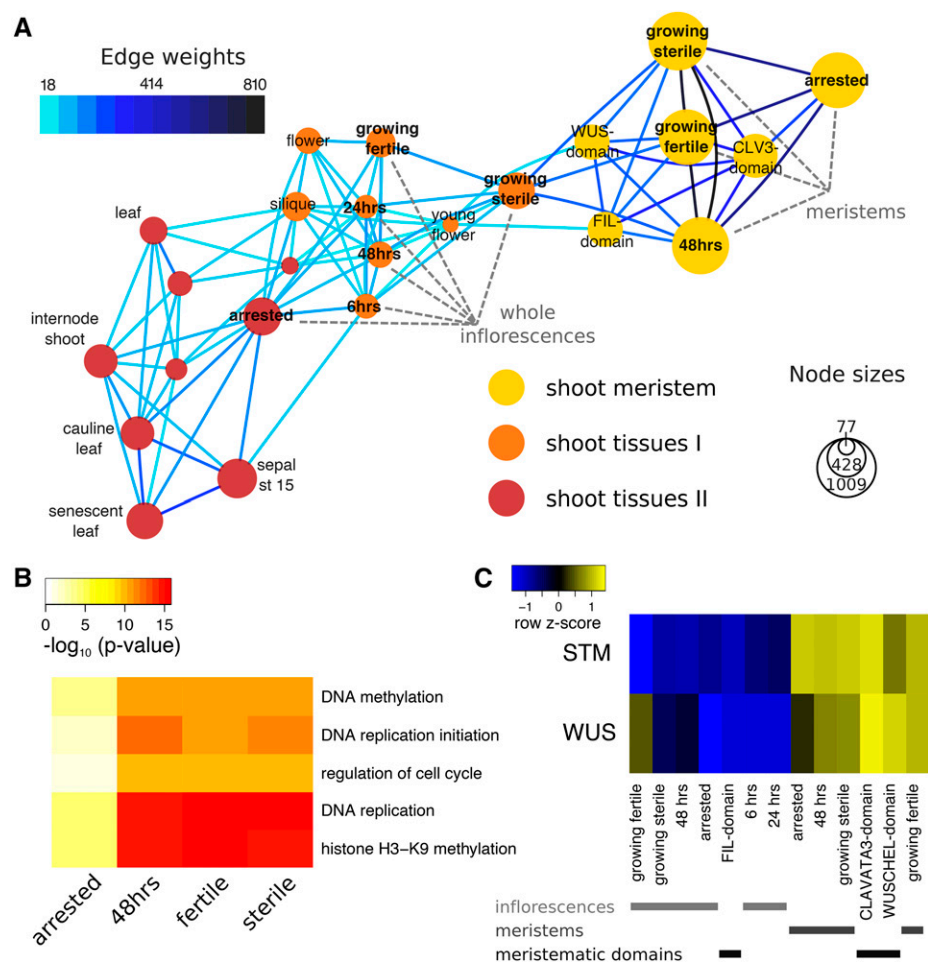 A
Edge weights
18 414 810
growing
sterile
arrested
WUS-
domain
growing
fertile
CLV3-
domain
FIL-
domain
48hrs
meristems
flower
growing
fertile
growing
sterile
silique
24hrs
young
flower
48hrs
leaf
6hrs
arrested
internode
shoot
whole
inflorescences
cauline
leaf
sepal
st 15
senescent
leaf
shoot meristem
shoot tissues I
shoot tissues II
Node sizes
77
428
1009
B
0 5 10 15
-log₁₀ (p-value)
DNA methylation
DNA replication initiation
regulation of cell cycle
DNA replication
histone H3–K9 methylation
arrested
48hrs
fertile
sterile
C
−1 0 1
row z-score
STM
WUS
growing fertile
growing sterile
48 hrs
arrested
FIL-domain
6 hrs
24 hrs
arrested
48 hrs
growing sterile
CLAVATA3-domain
WUSCHEL-domain
growing fertile
inflorescences
meristems
meristematic domains